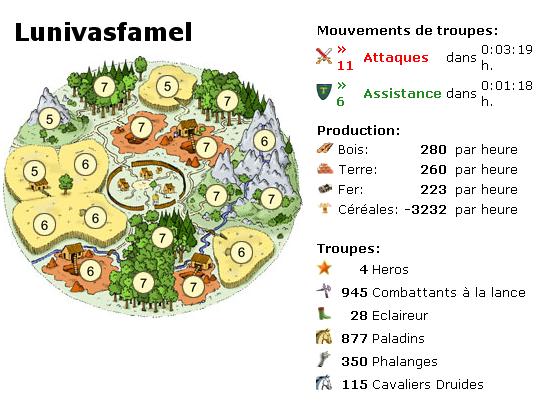 Lunivasfamel
7
5
7
5
7
6
7
5
6
6
7
6
6
7
6
6
7
6
Mouvements de troupes:
» 11 Attaques dans 0:03:19 h.
» 6 Assistance dans 0:01:18 h.
Production:
Bois: 280 par heure
Terre: 260 par heure
Fer: 223 par heure
Céréales: -3232 par heure
Troupes:
4 Heros
945 Combattants à la lance
28 Eclaireur
877 Paladins
350 Phalanges
115 Cavaliers Druides